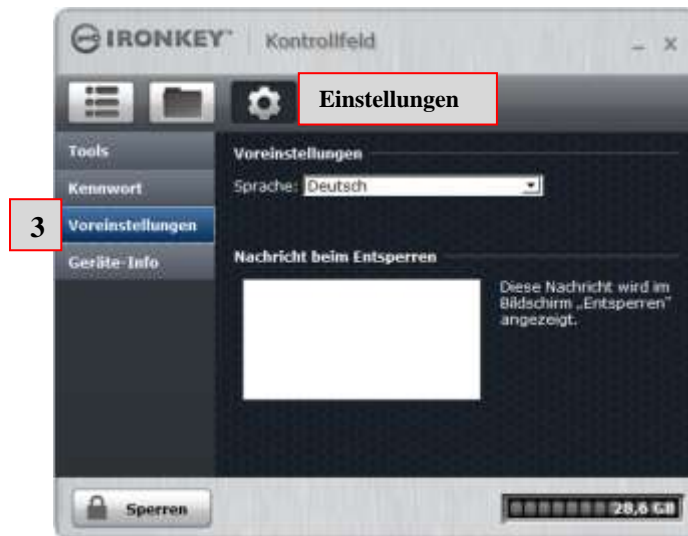 IRONKEY Kontrollfeld
Einstellungen
Tools
Kennwort
3
Voreinstellungen
Geräte-Info
Voreinstellungen
Sprache: Deutsch
Nachricht beim Entsperren
Diese Nachricht wird im
Bildschirm „Entsperren"
angezeigt.
Sperren
28,6 GB